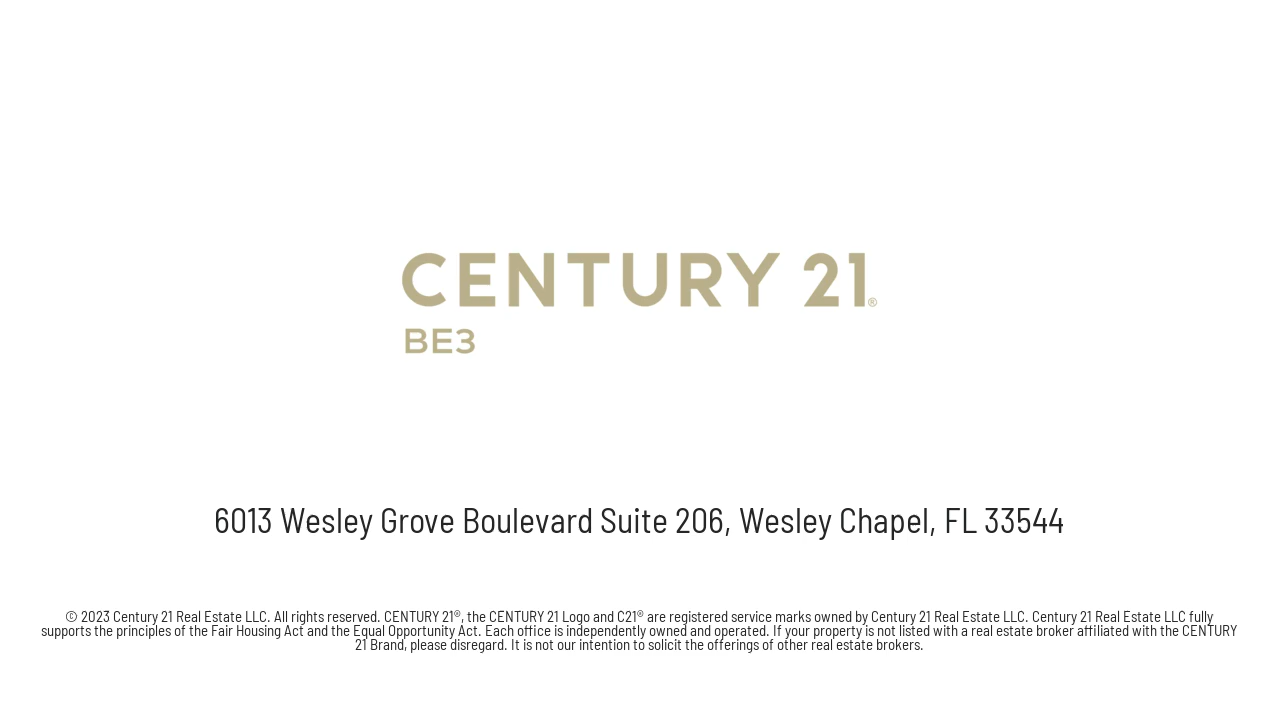 CENTURY 21®
BE3
6013 Wesley Grove Boulevard Suite 206, Wesley Chapel, FL 33544
© 2023 Century 21 Real Estate LLC. All rights reserved. CENTURY 21®, the CENTURY 21 Logo and C21® are registered service marks owned by Century 21 Real Estate LLC. Century 21 Real Estate LLC fully
supports the principles of the Fair Housing Act and the Equal Opportunity Act. Each office is independently owned and operated. If your property is not listed with a real estate broker affiliated with the CENTURY
21 Brand, please disregard. It is not our intention to solicit the offerings of other real estate brokers.